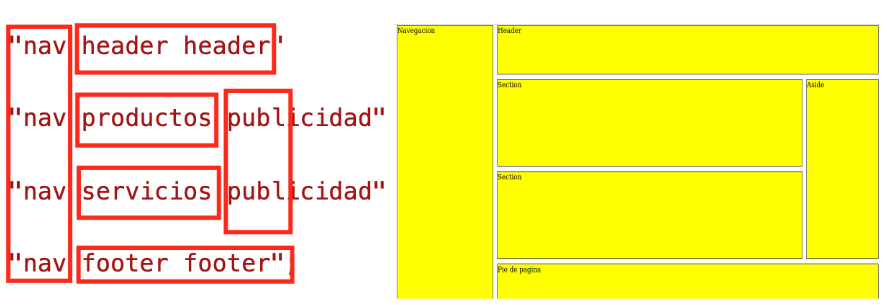 "nav header header"
"nav productos publicidad"
"nav servicios publicidad"
"nav footer footer";
Navegacion
Header
Section
Aside
Section
Pie de pagina